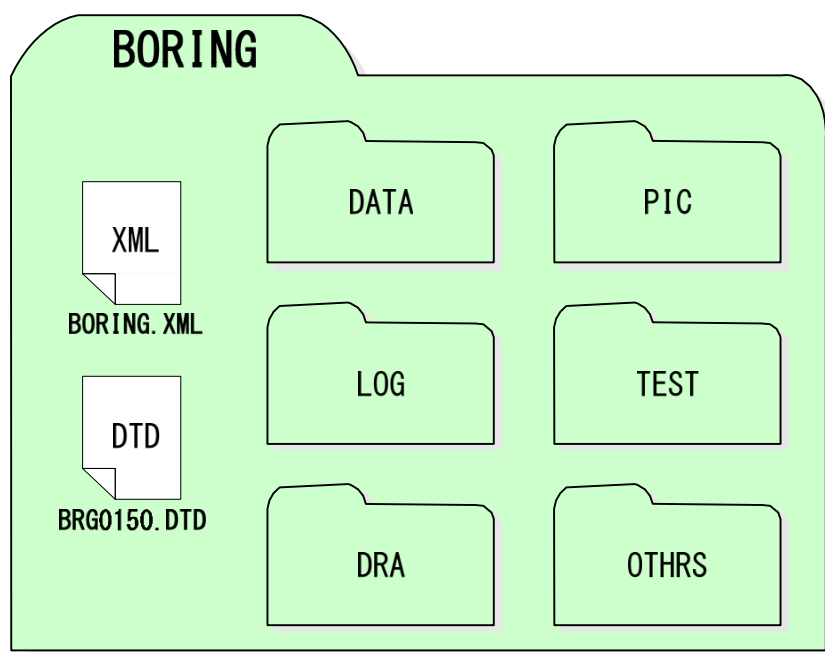 BORING
XML
BORING.XML
DTD
BRG0150.DTD
DATA
PIC
LOG
TEST
DRA
OTHRS